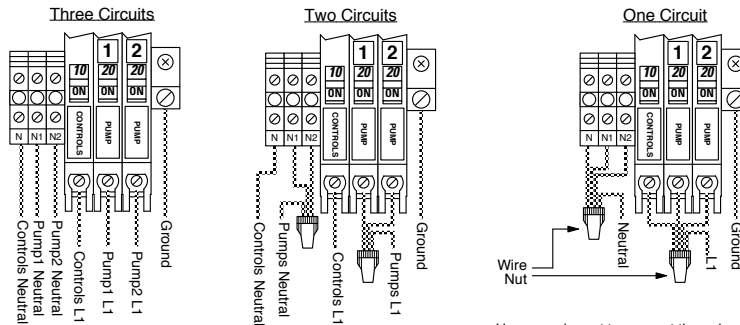 Three Circuits
1 2
10 20 20
ON ON ON
CONTROLS PUMP PUMP
N N1 N2
Controls Neutral
Pump1 Neutral
Pump2 Neutral
Controls L1
Pump1 L1
Pump2 L1
Ground
Two Circuits
1 2
10 20 20
ON ON ON
CONTROLS PUMP PUMP
N N1 N2
Controls Neutral
Pumps Neutral
Controls L1
Pumps L1
Ground
One Circuit
1 2
10 20 20
ON ON ON
CONTROLS PUMP PUMP
N N1 N2
Neutral
L1
Ground
Wire
Nut